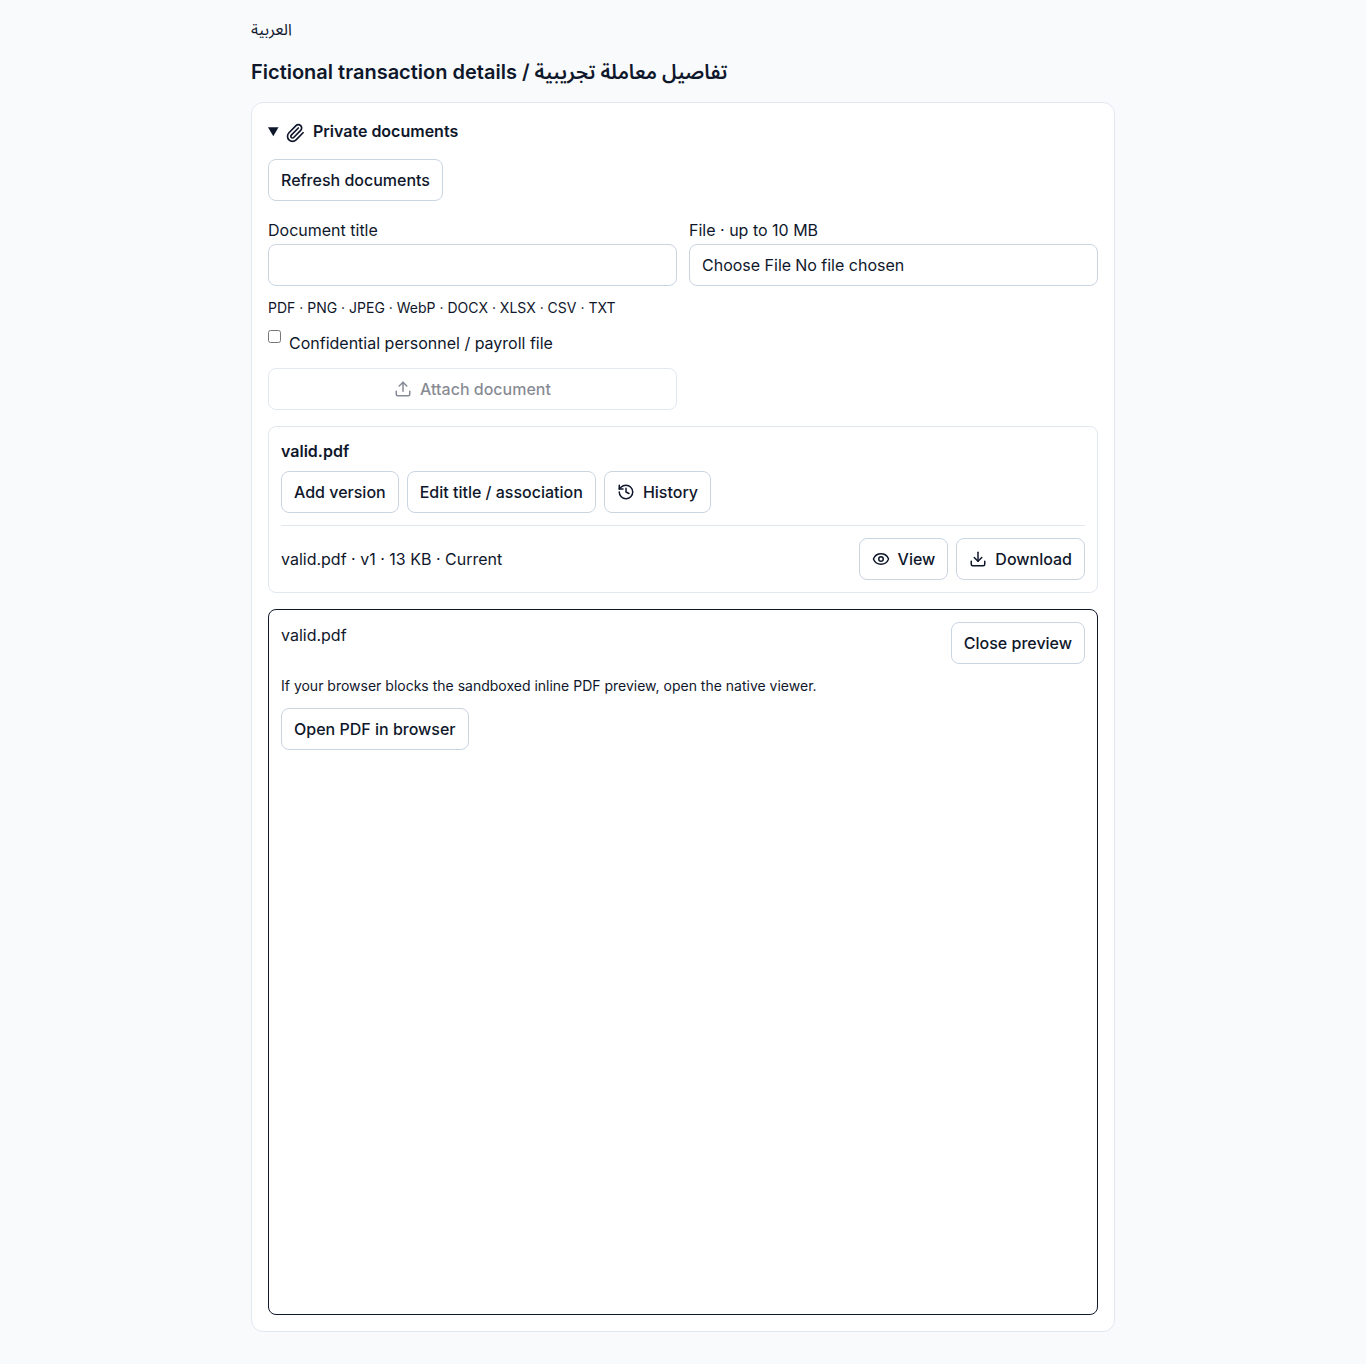 العربية
Fictional transaction details / تفاصيل معاملة تجريبية
Private documents
Refresh documents
Document title
File · up to 10 MB
Choose File No file chosen
PDF · PNG · JPEG · WebP · DOCX · XLSX · CSV · TXT
Confidential personnel / payroll file
Attach document
valid.pdf
Add version
Edit title / association
History
valid.pdf · v1 · 13 KB · Current
View
Download
valid.pdf
Close preview
If your browser blocks the sandboxed inline PDF preview, open the native viewer.
Open PDF in browser